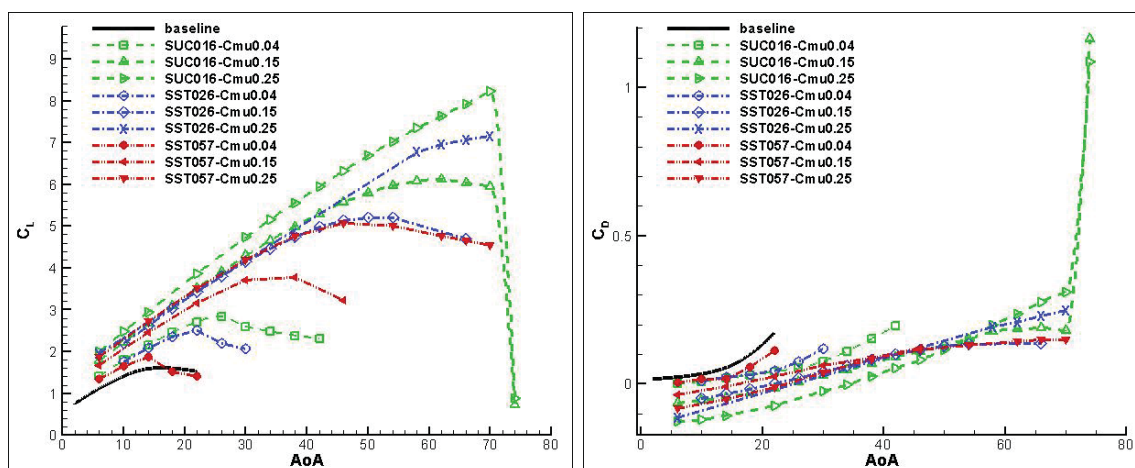 baseline
SUC016-Cmu0.04
SUC016-Cmu0.15
SUC016-Cmu0.25
SST026-Cmu0.04
SST026-Cmu0.15
SST026-Cmu0.25
SST057-Cmu0.04
SST057-Cmu0.15
SST057-Cmu0.25
9
8
7
6
5
4
3
2
1
0
CL
0 10 20 30 40 50 60 70 80
AoA
baseline
SUC016-Cmu0.04
SUC016-Cmu0.15
SUC016-Cmu0.25
SST026-Cmu0.04
SST026-Cmu0.15
SST026-Cmu0.25
SST057-Cmu0.04
SST057-Cmu0.15
SST057-Cmu0.25
1
0.5
0
CD
0 20 40 60 80
AoA